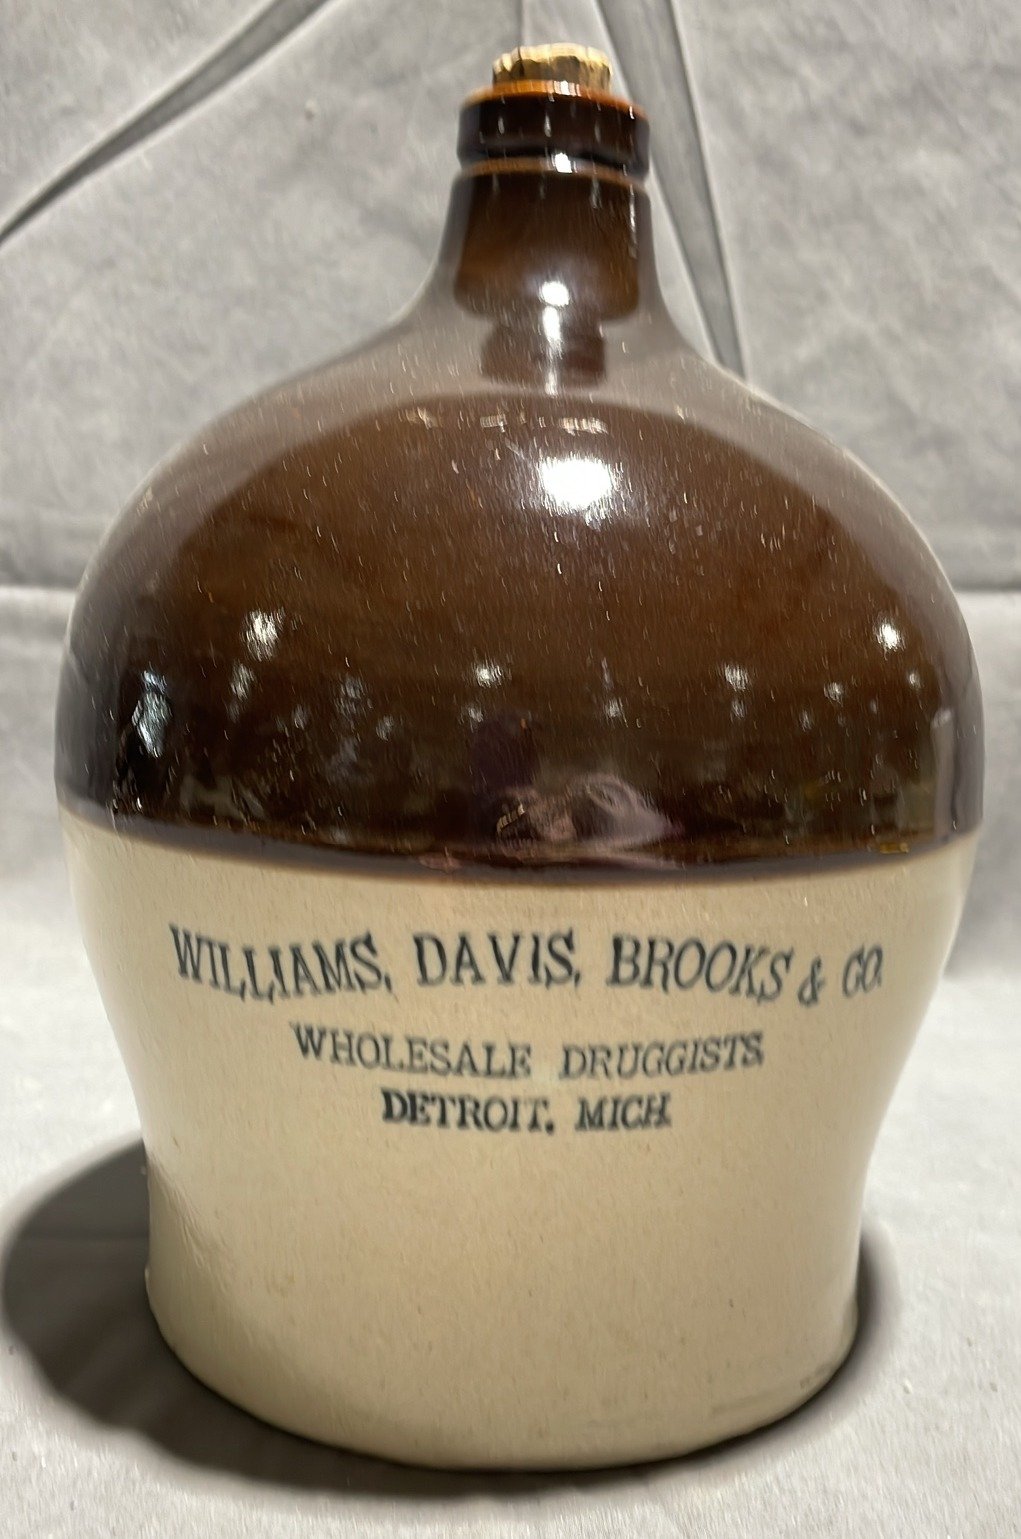 WILLIAMS, DAVIS, BROOKS & CO.
WHOLESALE DRUGGISTS
DETROIT, MICH.